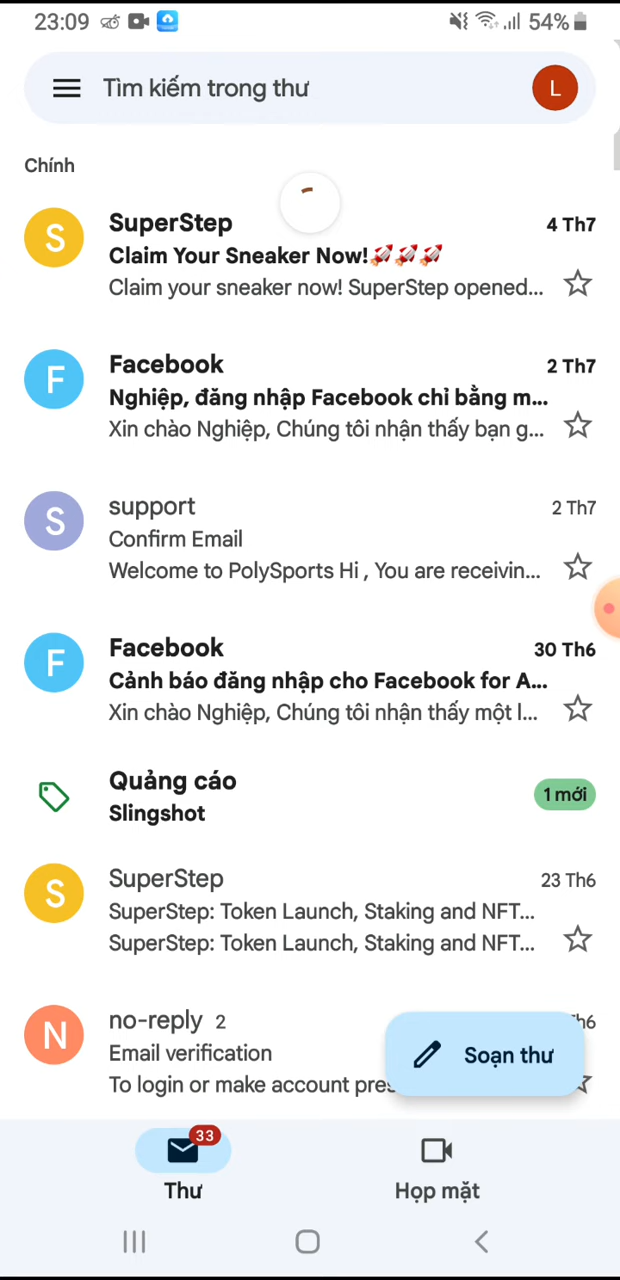 23:09 54%
Tìm kiếm trong thư L
Chính
S SuperStep 4 Th7
Claim Your Sneaker Now!🚀🚀🚀
Claim your sneaker now! SuperStep opened...
F Facebook 2 Th7
Nghiệp, đăng nhập Facebook chỉ bằng m...
Xin chào Nghiệp, Chúng tôi nhận thấy bạn g...
S support 2 Th7
Confirm Email
Welcome to PolySports Hi , You are receivin...
F Facebook 30 Th6
Cảnh báo đăng nhập cho Facebook for A...
Xin chào Nghiệp, Chúng tôi nhận thấy một l...
Quảng cáo 1 mới
Slingshot
S SuperStep 23 Th6
SuperStep: Token Launch, Staking and NFT...
SuperStep: Token Launch, Staking and NFT...
N no-reply 2
Email verification
Soạn thư
To login or make account
33
Thư Họp mặt